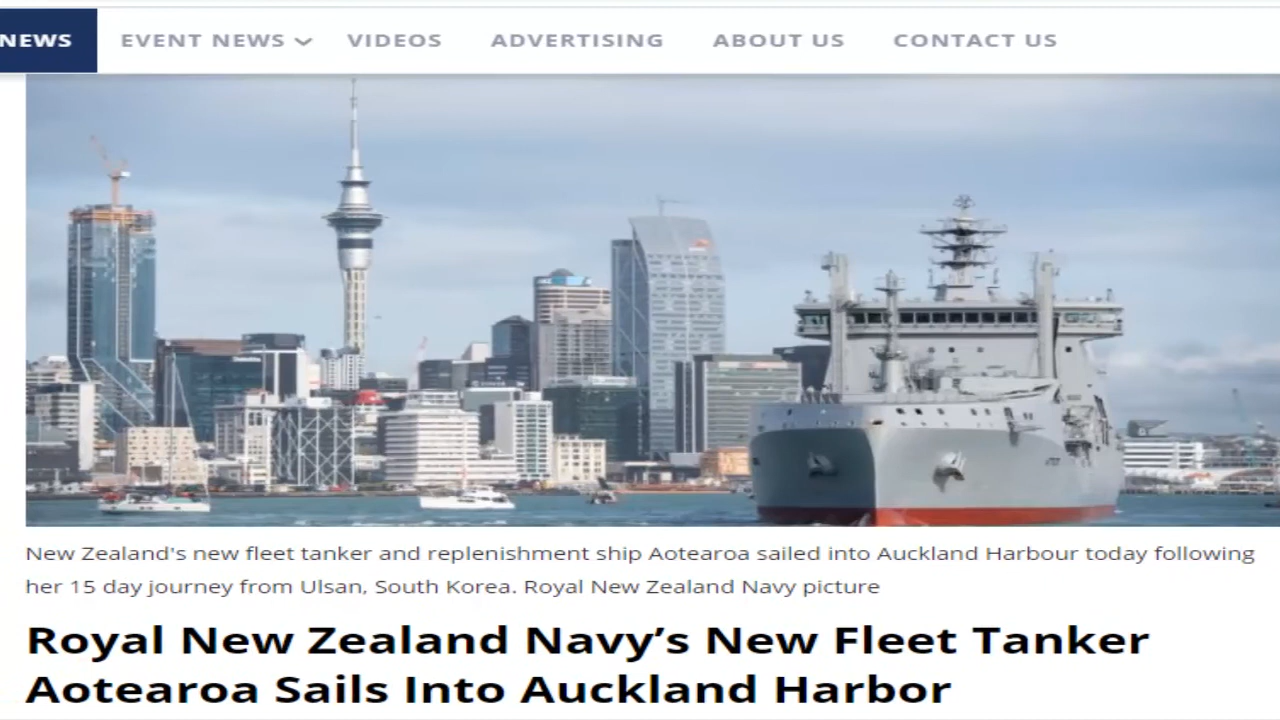 NEWS EVENT NEWS VIDEOS ADVERTISING ABOUT US CONTACT US
New Zealand's new fleet tanker and replenishment ship Aotearoa sailed into Auckland Harbour today following
her 15 day journey from Ulsan, South Korea. Royal New Zealand Navy picture
Royal New Zealand Navy’s New Fleet Tanker
Aotearoa Sails Into Auckland Harbor